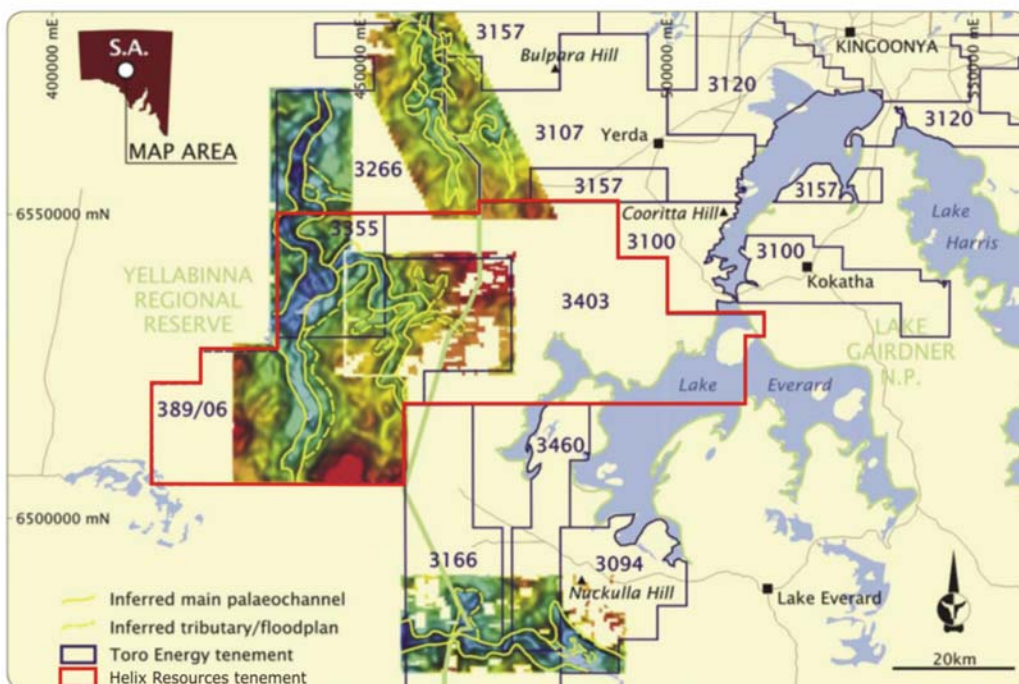 400000 mE
450000 mE
500000 mE
550000 mE
S.A.
MAP AREA
3157
Bulpara Hill
KINGOONYA
3120
3107
Yerda
3120
3266
3157
3157
6550000 mN
Cooritta Hill
3355
3100
3100
Lake
Harris
YELLABINNA
REGIONAL
RESERVE
Kokatha
3403
LAKE
GAIRDNER
N.P.
Lake Everard
389/06
3460
6500000 mN
3166
3094
Nuckulla Hill
Lake Everard
Inferred main palaeochannel
Inferred tributary/floodplan
Toro Energy tenement
Helix Resources tenement
20km